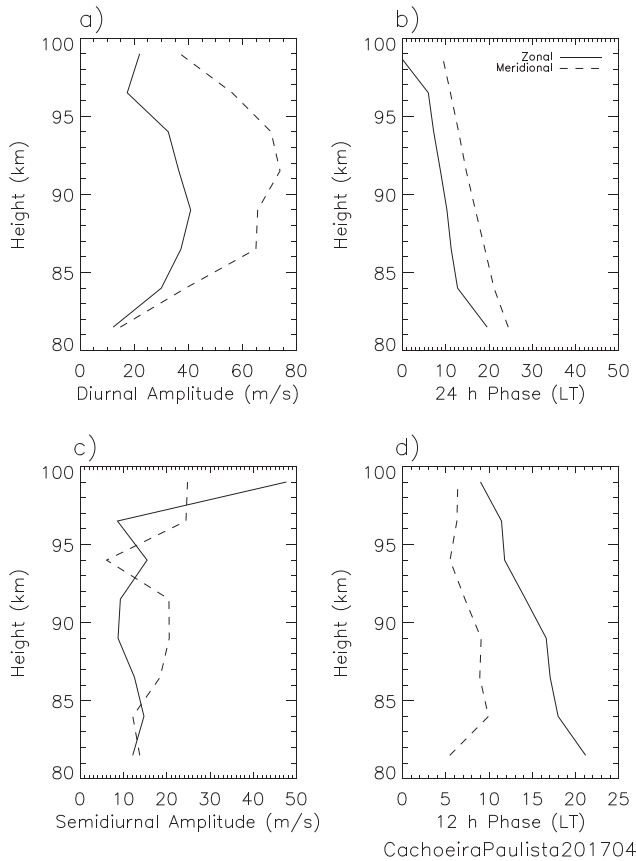 a)
100
95
90
85
80
Height (km)
0 20 40 60 80
Diurnal Amplitude (m/s)
b)
Zonal
Meridional
100
95
90
85
80
Height (km)
0 10 20 30 40 50
24 h Phase (LT)
c)
100
95
90
85
80
Height (km)
0 10 20 30 40 50
Semidiurnal Amplitude (m/s)
d)
100
95
90
85
80
Height (km)
0 5 10 15 20 25
12 h Phase (LT)
CachoeiraPaulista201704